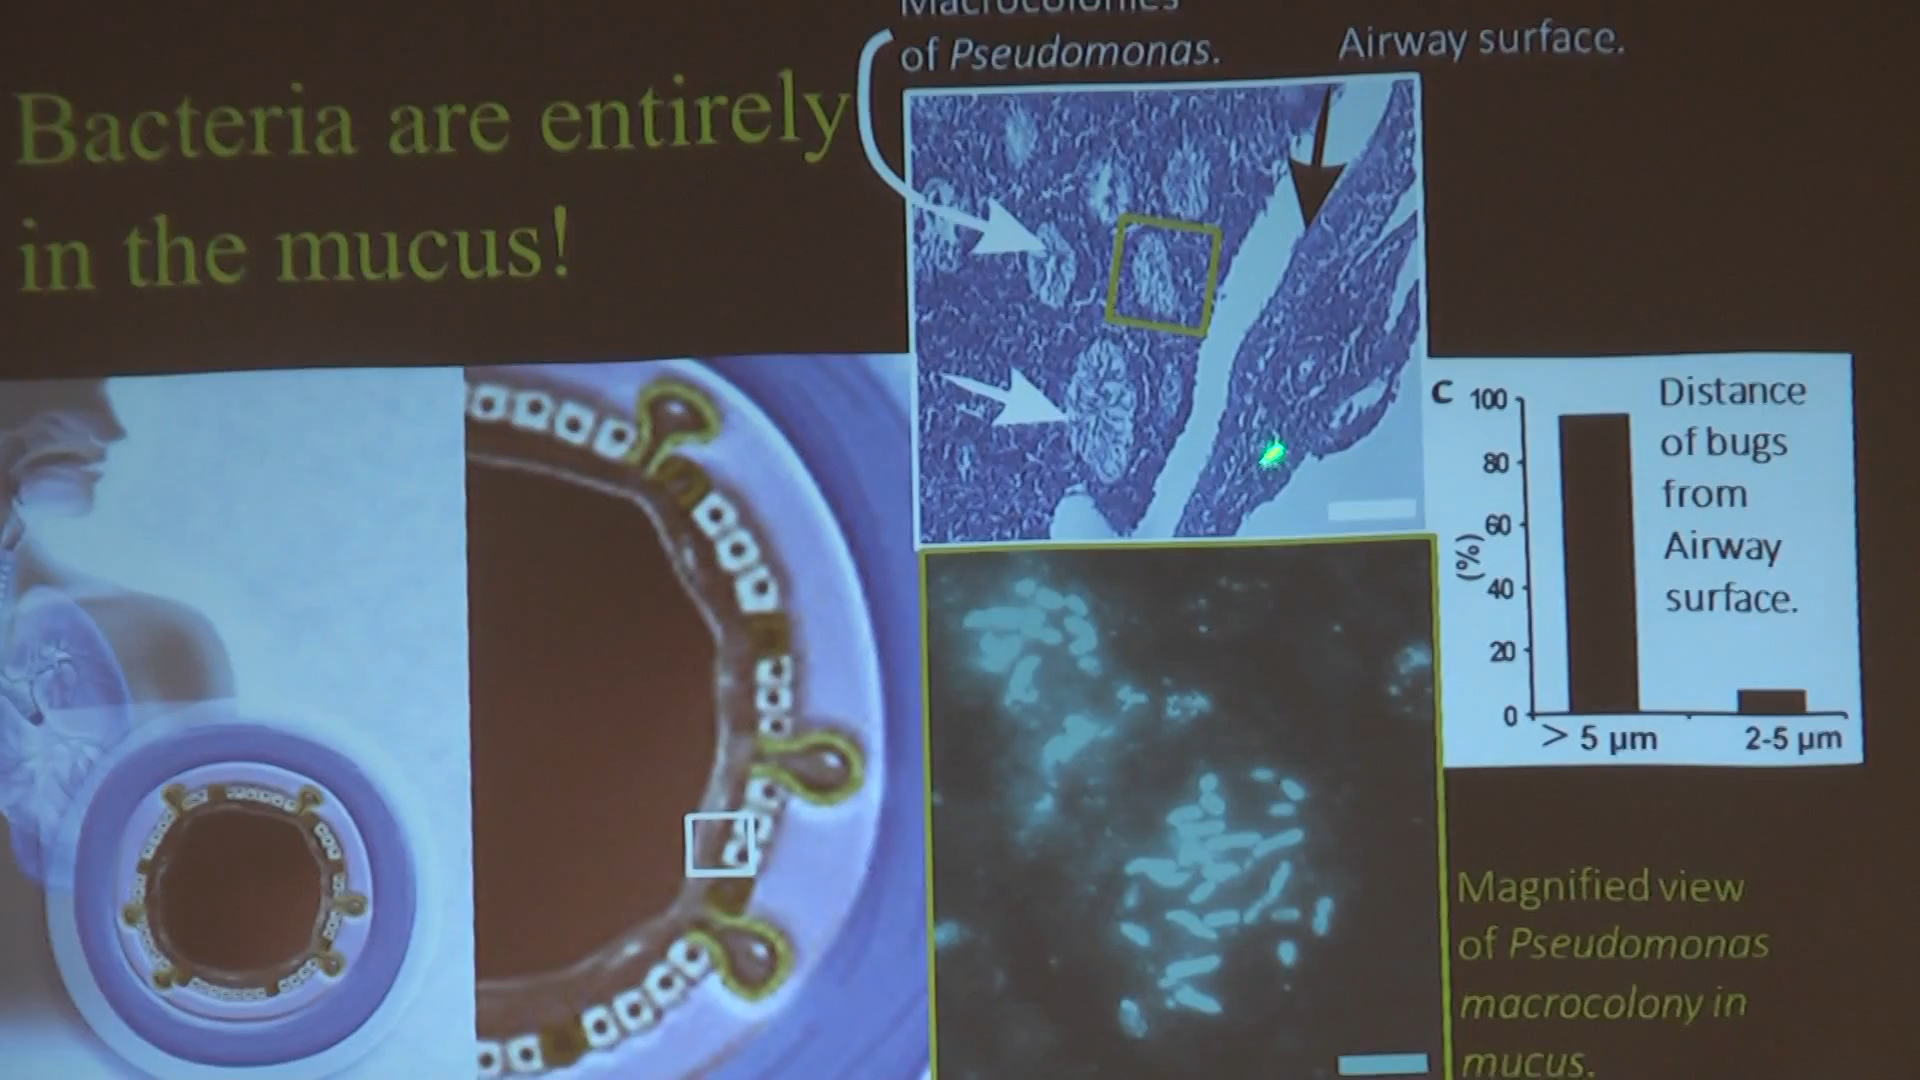 Macrocolonies
of Pseudomonas.
Airway surface.
Bacteria are entirely
in the mucus!
C
100
80
60
40
20
0
(%)
> 5 µm
2-5 µm
Distance
of bugs
from
Airway
surface.
Magnified view
of Pseudomonas
macrocolony in
mucus.